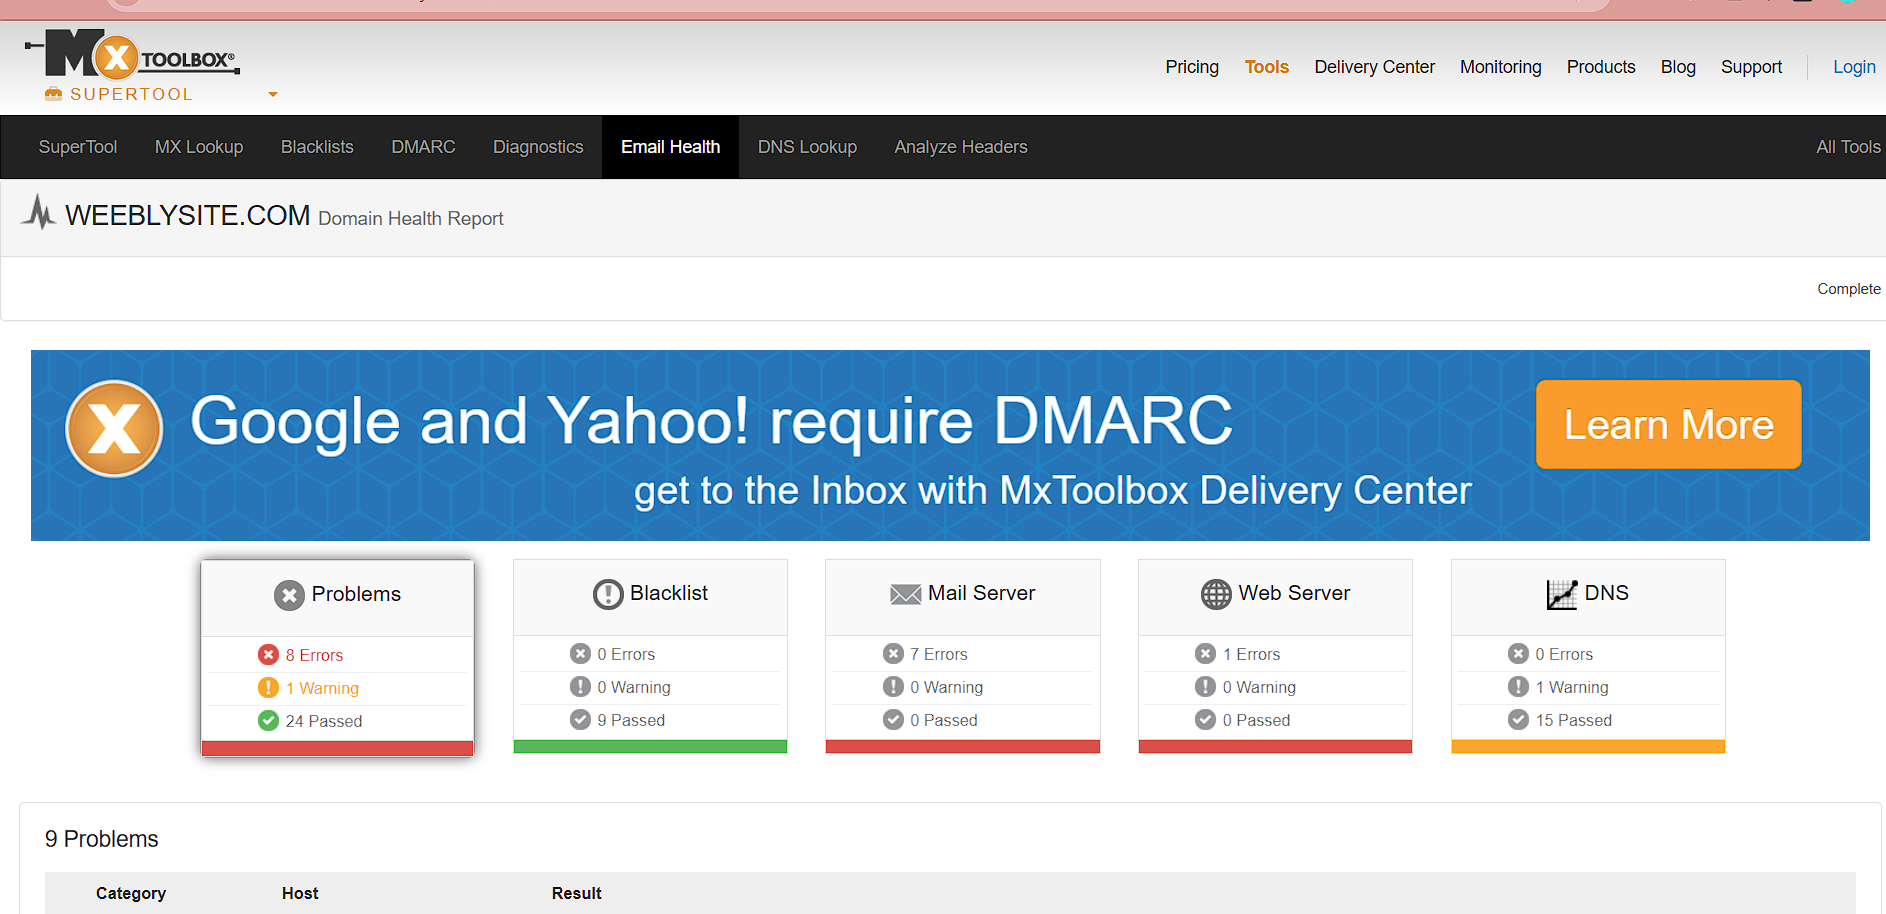 MX TOOLBOX®
SUPERTOOL
Pricing Tools Delivery Center Monitoring Products Blog Support Login
SuperTool MX Lookup Blacklists DMARC Diagnostics Email Health DNS Lookup Analyze Headers All Tools
WEEBLYSITE.COM Domain Health Report
Complete
X Google and Yahoo! require DMARC
get to the Inbox with MxToolbox Delivery Center
Learn More
Problems
8 Errors
1 Warning
24 Passed
Blacklist
0 Errors
0 Warning
9 Passed
Mail Server
7 Errors
0 Warning
0 Passed
Web Server
1 Errors
0 Warning
0 Passed
DNS
0 Errors
1 Warning
15 Passed
9 Problems
Category Host Result